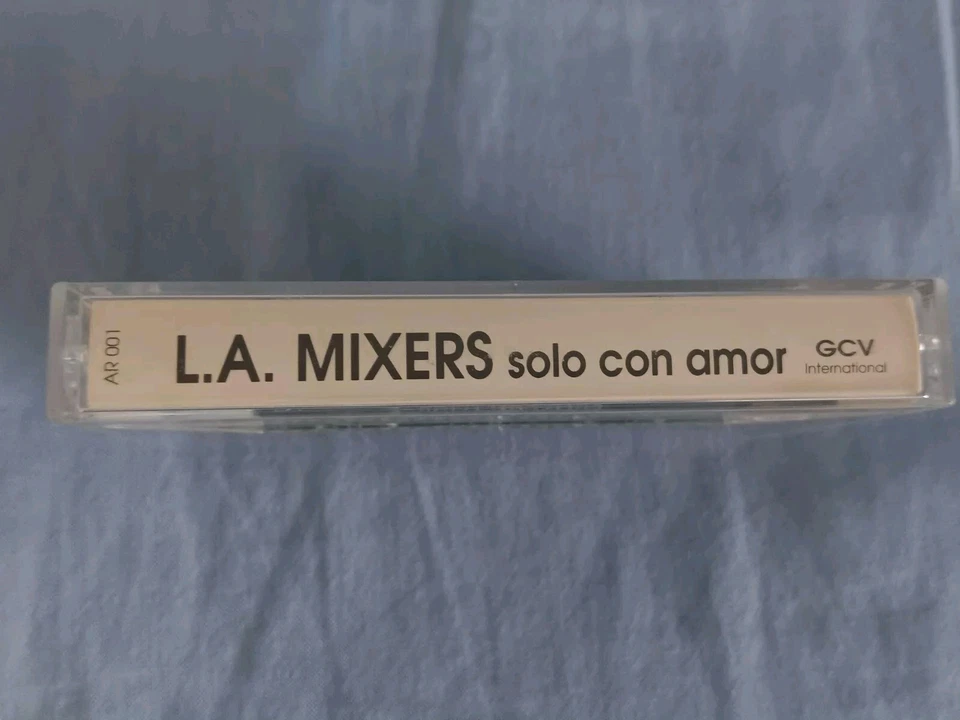 AR 001
L.A. MIXERS solo con amor
GCV
International